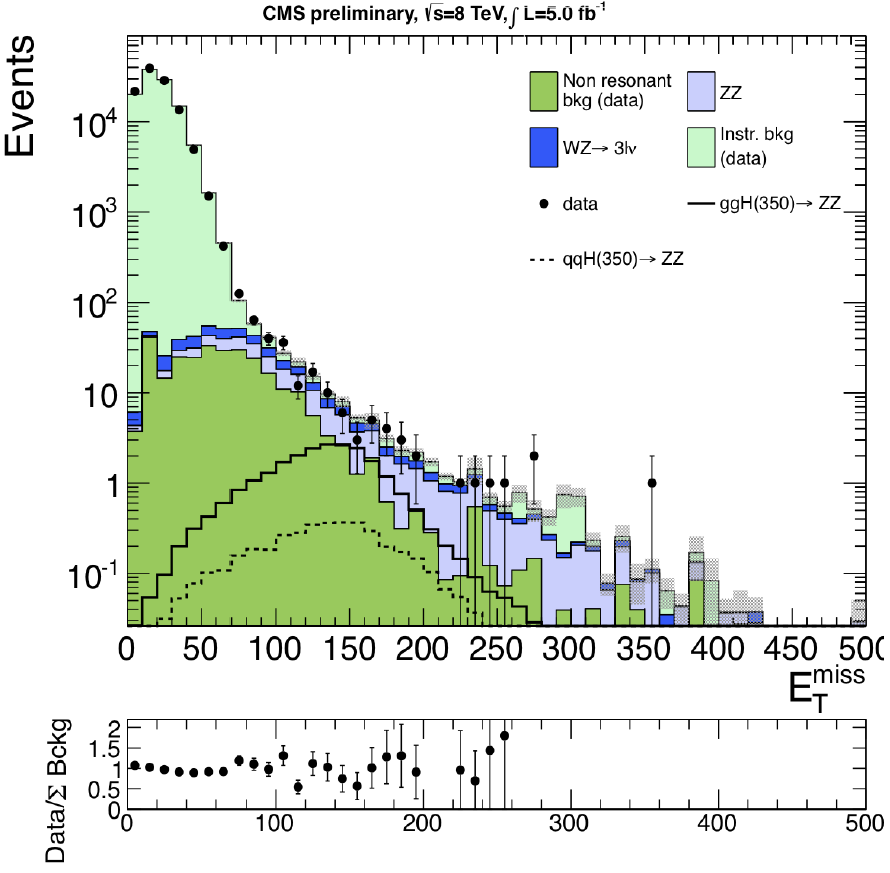 CMS preliminary, √s=8 TeV,∫ L=5.0 fb⁻¹
Events
10⁴
10³
10²
10
1
10⁻¹
Non resonant
bkg (data)
ZZ
WZ→ 3lν
Instr. bkg
(data)
data
ggH(350)→ ZZ
qqH(350)→ ZZ
0 50 100 150 200 250 300 350 400 450 500
E_T^miss
Data/Σ Bckg
2
1.5
1
0.5
0
0 100 200 300 400 500